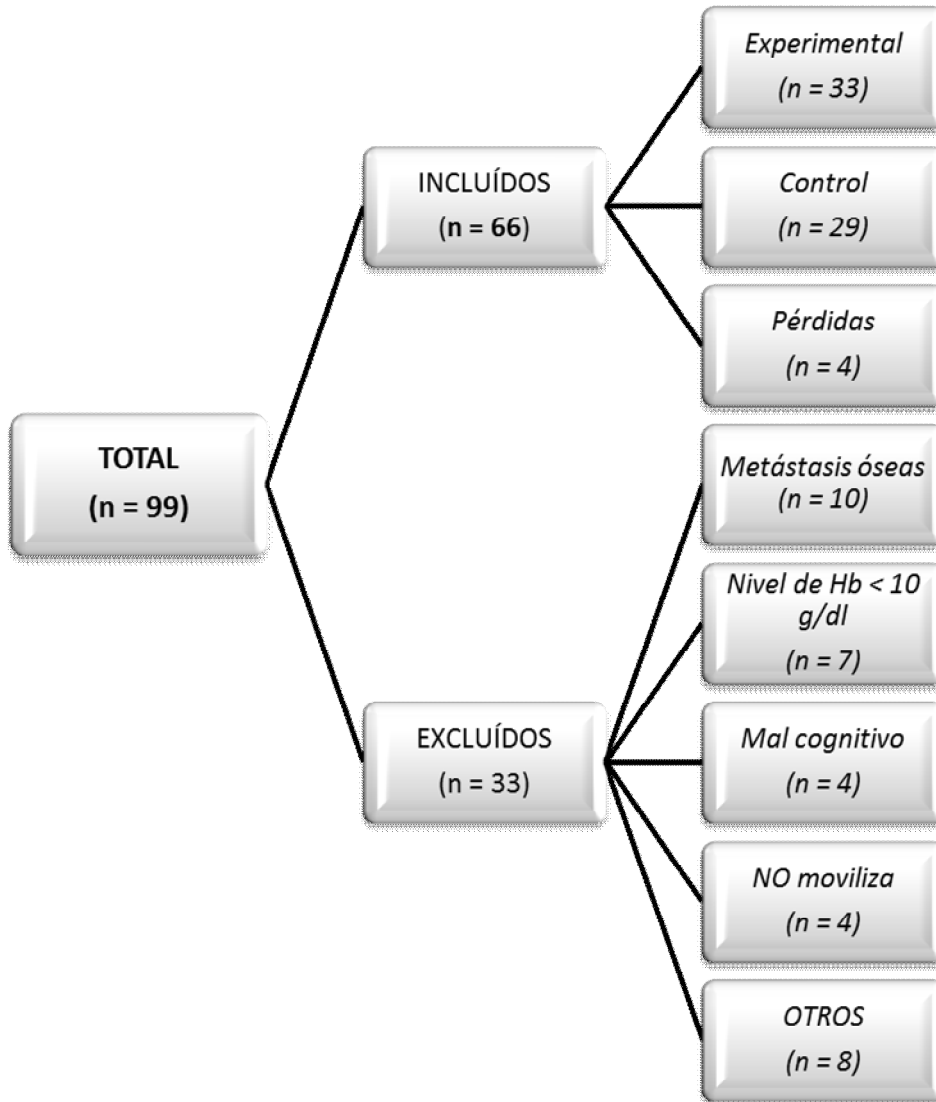 TOTAL
(n = 99)
INCLUÍDOS
(n = 66)
EXCLUÍDOS
(n = 33)
Experimental
(n = 33)
Control
(n = 29)
Pérdidas
(n = 4)
Metástasis óseas
(n = 10)
Nivel de Hb < 10
g/dl
(n = 7)
Mal cognitivo
(n = 4)
NO moviliza
(n = 4)
OTROS
(n = 8)